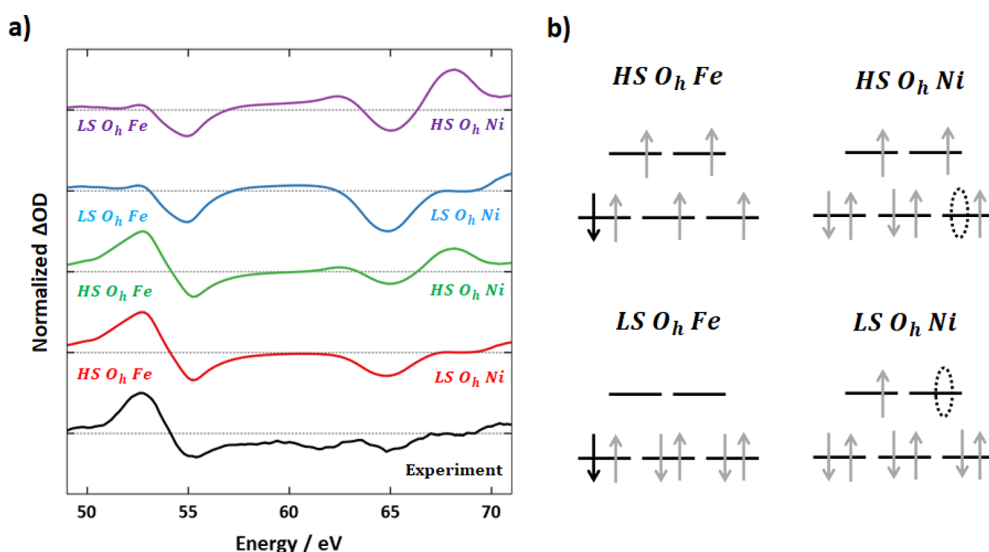 a)
Normalized ΔOD
LS Oₕ Fe
HS Oₕ Ni
LS Oₕ Fe
LS Oₕ Ni
HS Oₕ Fe
HS Oₕ Ni
HS Oₕ Fe
LS Oₕ Ni
Experiment
50 55 60 65 70
Energy / eV
b)
HS Oₕ Fe
HS Oₕ Ni
LS Oₕ Fe
LS Oₕ Ni